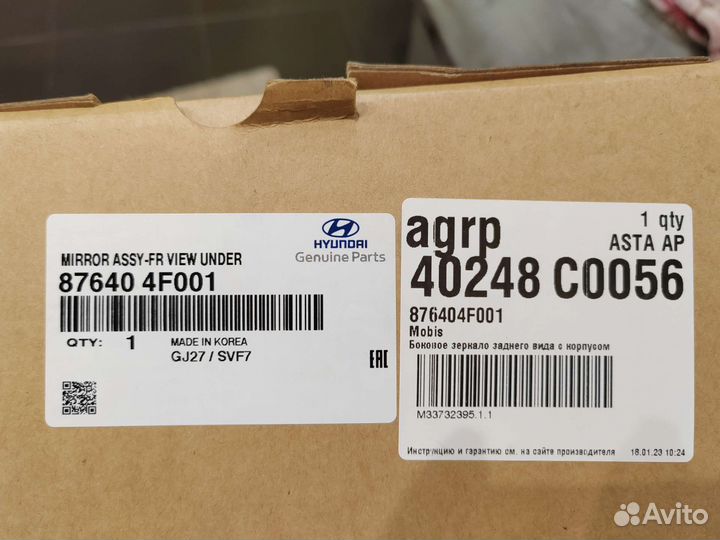 HYUNDAI
Genuine Parts
MIRROR ASSY-FR VIEW UNDER
87640 4F001
QTY: 1 MADE IN KOREA
GJ27 / SVF7
EAC
agrp
1 qty
ASTA AP
40248 C0056
876404F001
Mobis
Боковое зеркало заднего вида с корпусом
M33732395.1.1
Инструкцию и гарантию см. на сайте производителя 18.01.23 10:24
Avito